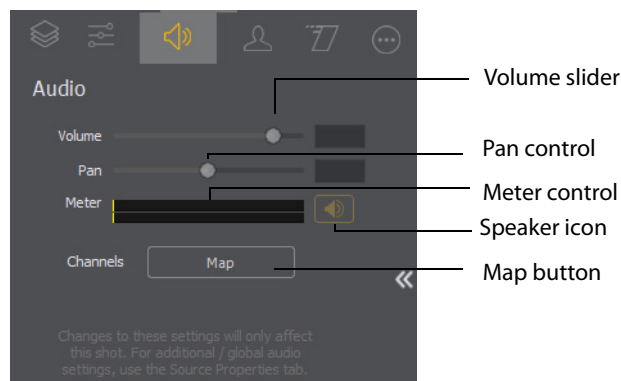 Audio
Volume
Volume slider
Pan
Pan control
Meter
Meter control
Speaker icon
Channels
Map
Map button
Changes to these settings will only affect
this shot. For additional / global audio
settings, use the Source Properties tab.